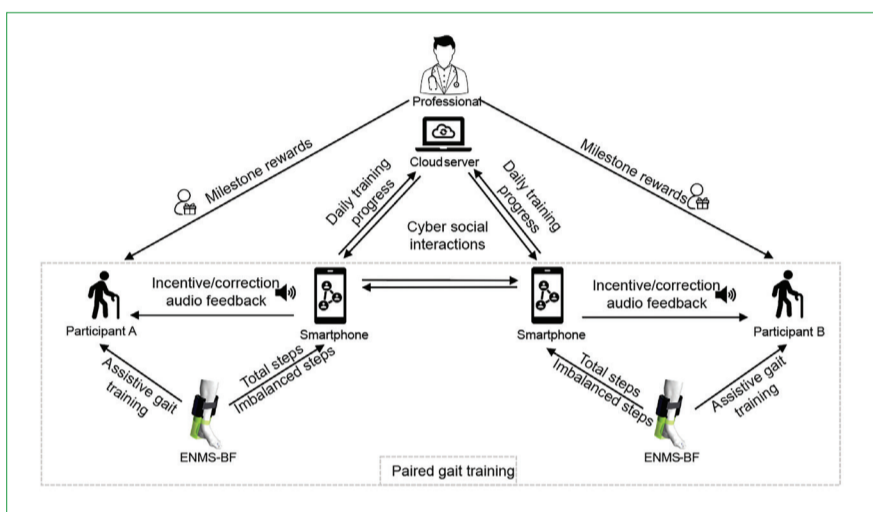 Professional
Cloud server
Milestone rewards
Milestone rewards
Daily training
progress
Daily training
progress
Cyber social
interactions
Incentive/correction
audio feedback
Incentive/correction
audio feedback
Participant A
Smartphone
Smartphone
Participant B
Assistive gait
training
Total steps
Imbalanced steps
Total steps
Imbalanced steps
Assistive gait
training
ENMS-BF
ENMS-BF
Paired gait training